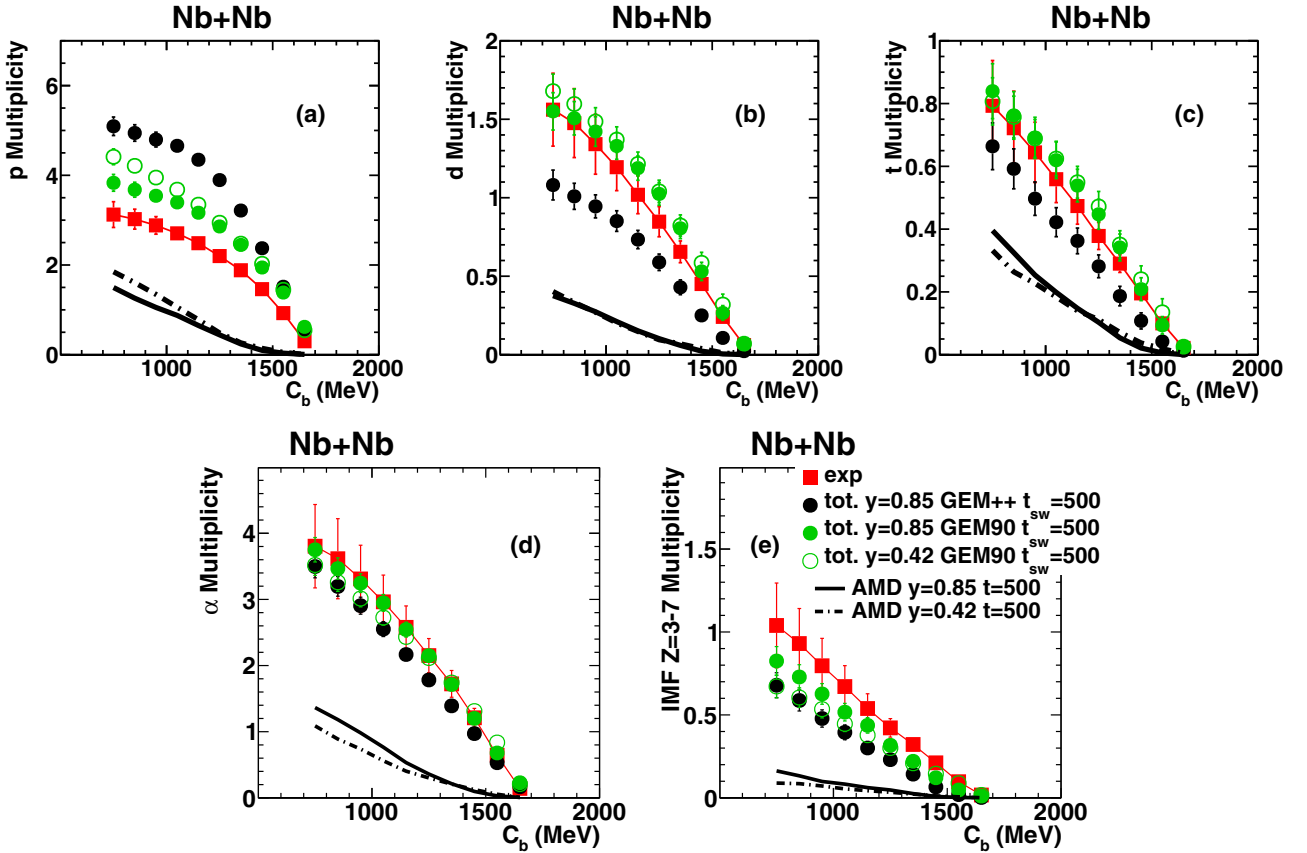 Nb+Nb
p Multiplicity
6
4
2
0
(a)
1000
1500
2000
C_b (MeV)
Nb+Nb
d Multiplicity
2
1.5
1
0.5
0
(b)
1000
1500
2000
C_b (MeV)
Nb+Nb
t Multiplicity
1
0.8
0.6
0.4
0.2
0
(c)
1000
1500
2000
C_b (MeV)
Nb+Nb
α Multiplicity
4
3
2
1
0
(d)
1000
1500
2000
C_b (MeV)
Nb+Nb
IMF Z=3-7 Multiplicity
1.5
1
0.5
0
(e)
exp
tot. y=0.85 GEM++ t_sw=500
tot. y=0.85 GEM90 t_sw=500
tot. y=0.42 GEM90 t_sw=500
AMD y=0.85 t=500
AMD y=0.42 t=500
1000
1500
2000
C_b (MeV)